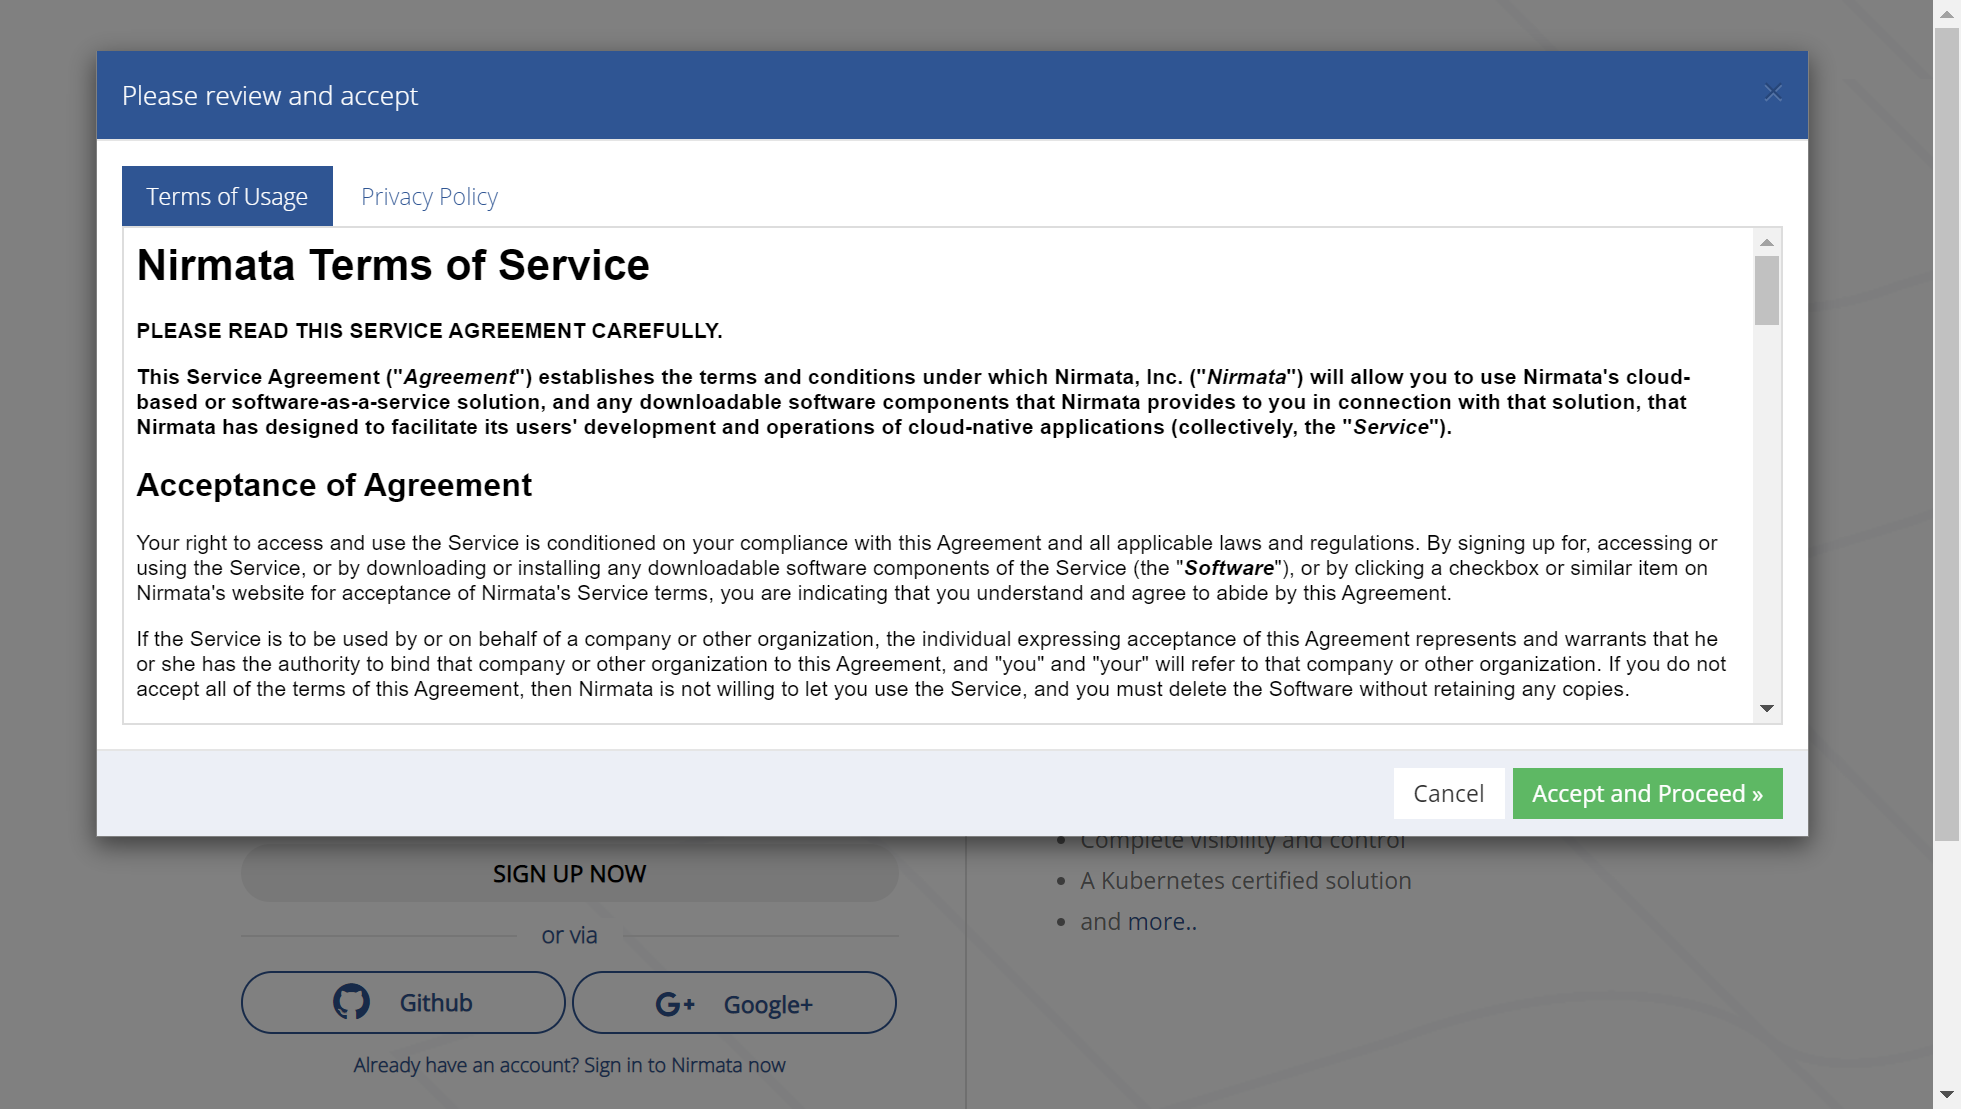 Please review and accept
×
Terms of Usage
Privacy Policy
Nirmata Terms of Service
PLEASE READ THIS SERVICE AGREEMENT CAREFULLY.
This Service Agreement ("Agreement") establishes the terms and conditions under which Nirmata, Inc. ("Nirmata") will allow you to use Nirmata's cloud-
based or software-as-a-service solution, and any downloadable software components that Nirmata provides to you in connection with that solution, that
Nirmata has designed to facilitate its users' development and operations of cloud-native applications (collectively, the "Service").
Acceptance of Agreement
Your right to access and use the Service is conditioned on your compliance with this Agreement and all applicable laws and regulations. By signing up for, accessing or
using the Service, or by downloading or installing any downloadable software components of the Service (the "Software"), or by clicking a checkbox or similar item on
Nirmata's website for acceptance of Nirmata's Service terms, you are indicating that you understand and agree to abide by this Agreement.
If the Service is to be used by or on behalf of a company or other organization, the individual expressing acceptance of this Agreement represents and warrants that he
or she has the authority to bind that company or other organization to this Agreement, and "you" and "your" will refer to that company or other organization. If you do not
accept all of the terms of this Agreement, then Nirmata is not willing to let you use the Service, and you must delete the Software without retaining any copies.
Cancel
Accept and Proceed »
SIGN UP NOW
or via
Github
G+ Google+
Already have an account? Sign in to Nirmata now
• Complete visibility and control
• A Kubernetes certified solution
• and more..